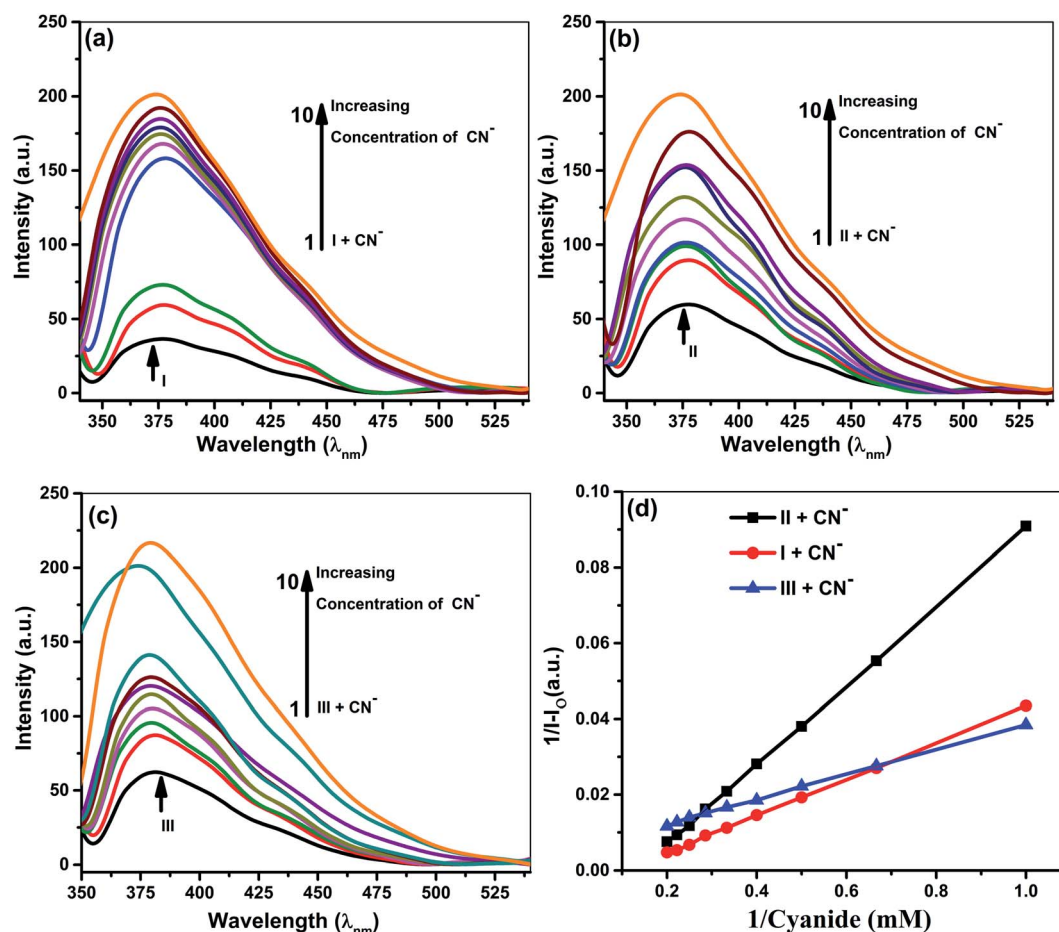 (a)
250
200
150
100
50
0
Intensity (a.u.)
10 Increasing
Concentration of CN⁻
1 I + CN⁻
I
350 375 400 425 450 475 500 525
Wavelength (λnm)
(b)
250
200
150
100
50
0
Intensity (a.u.)
10 Increasing
Concentration of CN⁻
1 II + CN⁻
II
350 375 400 425 450 475 500 525
Wavelength (λnm)
(c)
250
200
150
100
50
0
Intensity (a.u.)
10 Increasing
Concentration of CN⁻
1 III + CN⁻
III
350 375 400 425 450 475 500 525
Wavelength (λnm)
(d)
0.10
0.08
0.06
0.04
0.02
0.00
1/I-I₀(a.u.)
II + CN⁻
I + CN⁻
III + CN⁻
0.2 0.4 0.6 0.8 1.0
1/Cyanide (mM)